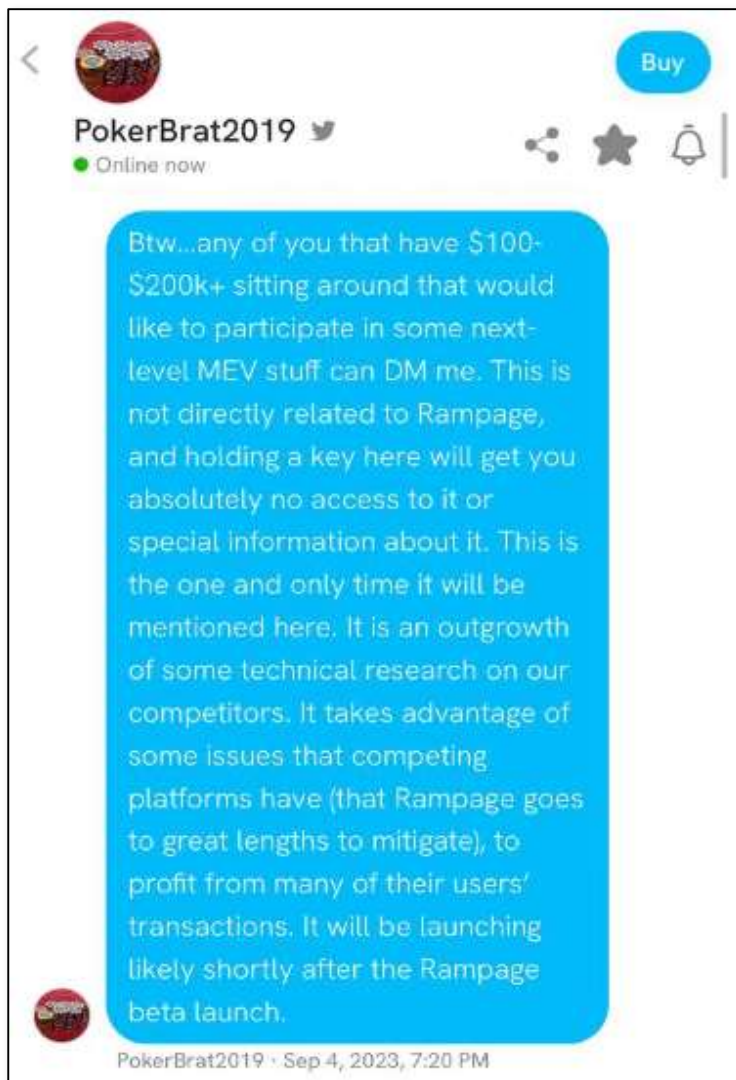 Buy
PokerBrat2019
Online now
Btw...any of you that have $100-
$200k+ sitting around that would
like to participate in some next-
level MEV stuff can DM me. This is
not directly related to Rampage,
and holding a key here will get you
absolutely no access to it or
special information about it. This is
the one and only time it will be
mentioned here. It is an outgrowth
of some technical research on our
competitors. It takes advantage of
some issues that competing
platforms have (that Rampage goes
to great lengths to mitigate), to
profit from many of their users'
transactions. It will be launching
likely shortly after the Rampage
beta launch.
PokerBrat2019 · Sep 4, 2023, 7:20 PM